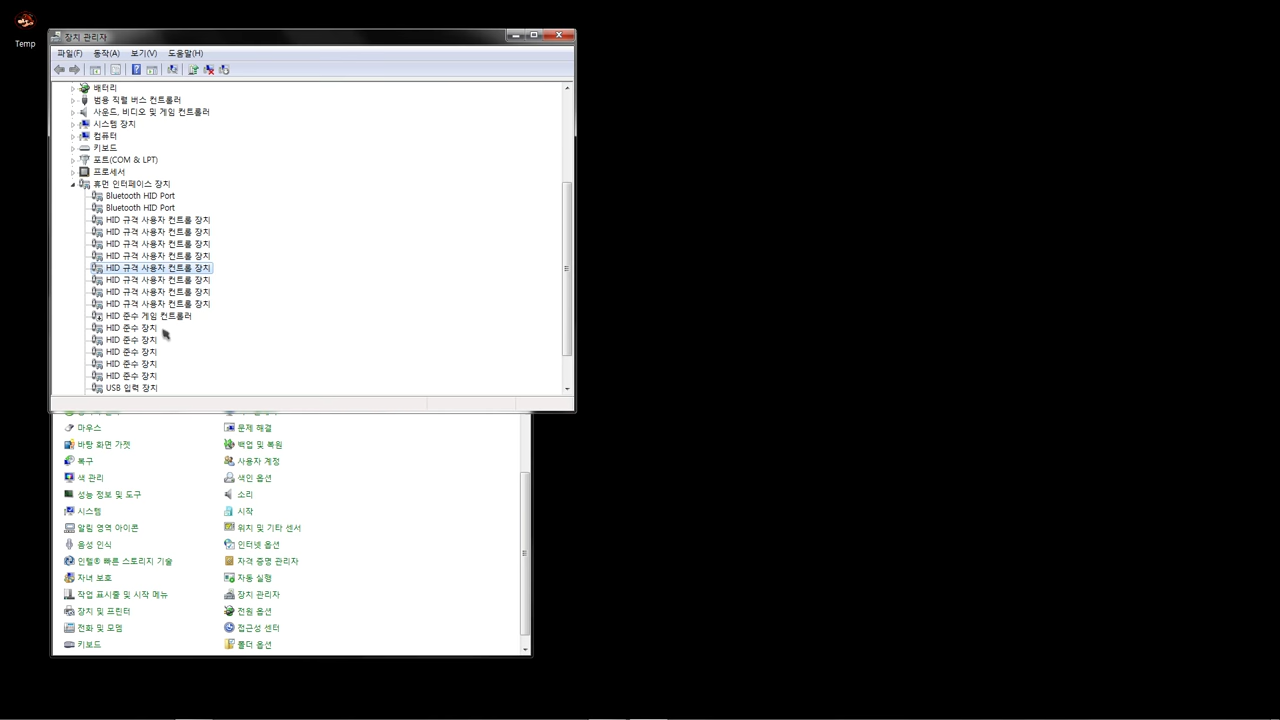 Temp
장치 관리자
파일(F) 동작(A) 보기(V) 도움말(H)
배터리
범용 직렬 버스 컨트롤러
사운드, 비디오 및 게임 컨트롤러
시스템 장치
컴퓨터
키보드
포트(COM & LPT)
프로세서
휴먼 인터페이스 장치
Bluetooth HID Port
Bluetooth HID Port
HID 규격 사용자 컨트롤 장치
HID 규격 사용자 컨트롤 장치
HID 규격 사용자 컨트롤 장치
HID 규격 사용자 컨트롤 장치
HID 규격 사용자 컨트롤 장치
HID 규격 사용자 컨트롤 장치
HID 규격 사용자 컨트롤 장치
HID 규격 사용자 컨트롤 장치
HID 준수 게임 컨트롤러
HID 준수 장치
HID 준수 장치
HID 준수 장치
HID 준수 장치
HID 준수 장치
USB 입력 장치
마우스 문제 해결
바탕 화면 가젯 백업 및 복원
복구 사용자 계정
색 관리 색인 옵션
성능 정보 및 도구 소리
시스템 시작
알림 영역 아이콘 위치 및 기타 센서
음성 인식 인터넷 옵션
인텔® 빠른 스토리지 기술 자격 증명 관리자
자녀 보호 자동 실행
작업 표시줄 및 시작 메뉴 장치 관리자
장치 및 프린터 전원 옵션
전화 및 모뎀 접근성 센터
키보드 폴더 옵션